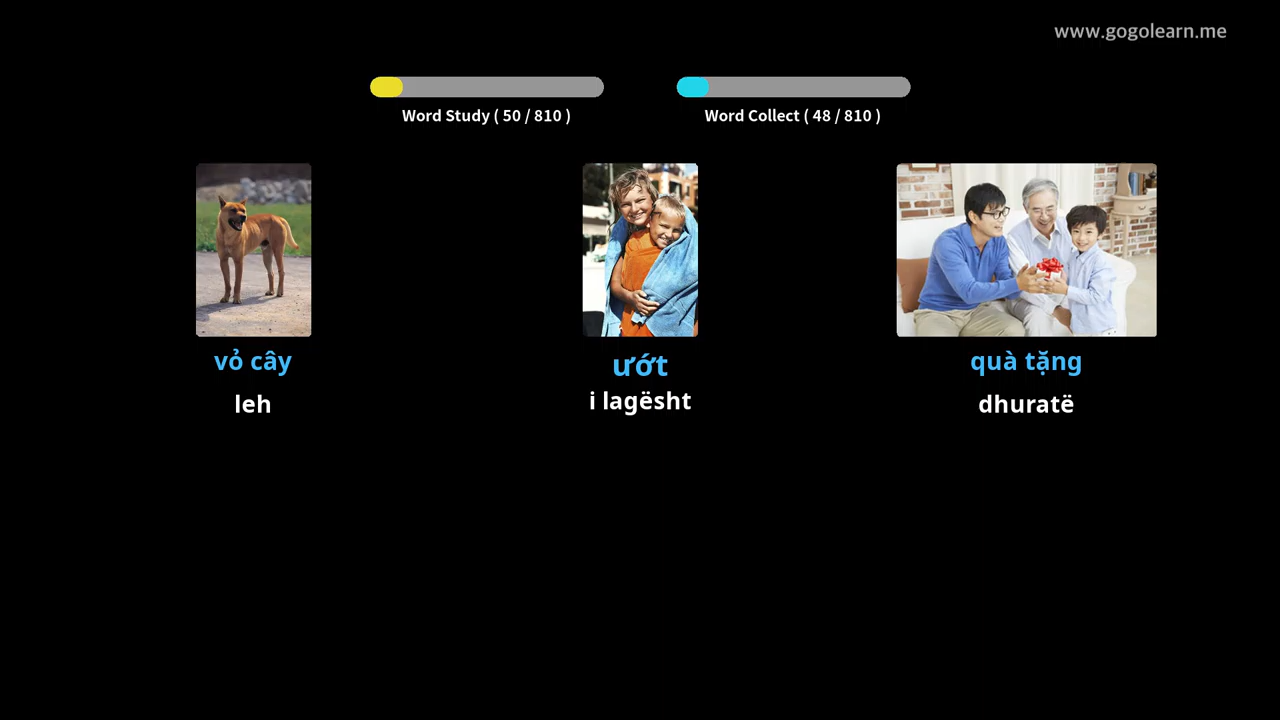 www.gogolearn.me
Word Study ( 50 / 810 )
Word Collect ( 48 / 810 )
vỏ cây
leh
ướt
i lagësht
quà tặng
dhuratë